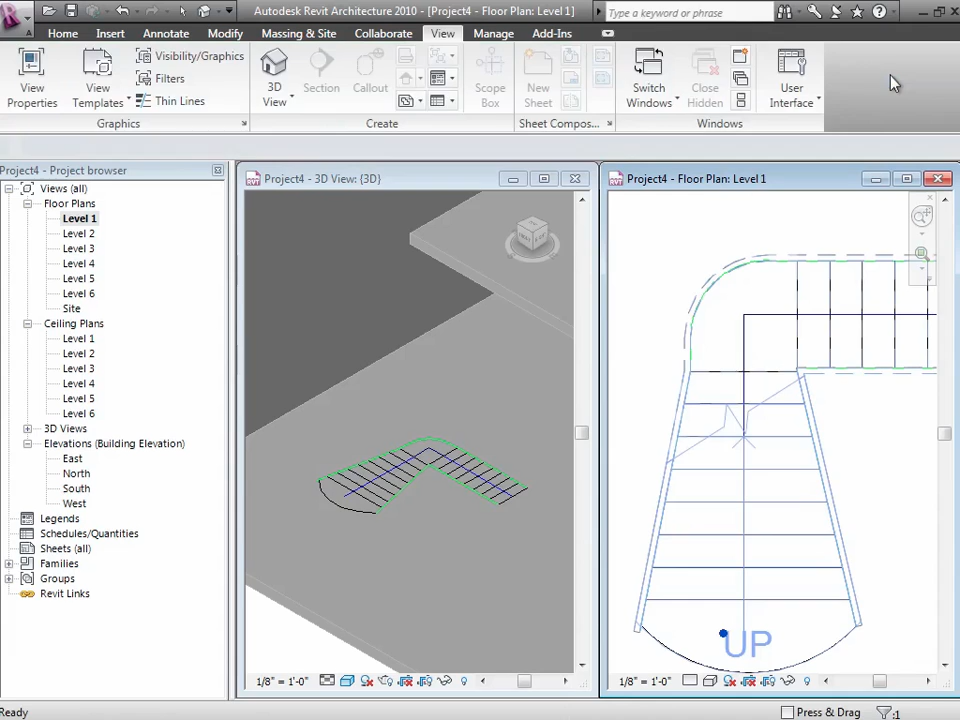 Autodesk Revit Architecture 2010 - [Project4 - Floor Plan: Level 1]
Type a keyword or phrase
Home Insert Annotate Modify Massing & Site Collaborate View Manage Add-Ins
View Properties
View Templates
Visibility/Graphics
Filters
Thin Lines
3D View
Section
Callout
Scope Box
New Sheet
Switch Windows
Close Hidden
User Interface
Graphics
Create
Sheet Compos...
Windows
Project4 - Project browser
Project4 - 3D View: {3D}
Project4 - Floor Plan: Level 1
Views (all)
Floor Plans
Level 1
Level 2
Level 3
Level 4
Level 5
Level 6
Site
Ceiling Plans
Level 1
Level 2
Level 3
Level 4
Level 5
Level 6
3D Views
Elevations (Building Elevation)
East
North
South
West
Legends
Schedules/Quantities
Sheets (all)
Families
Groups
Revit Links
UP
1/8" = 1'-0"
1/8" = 1'-0"
Ready
Press & Drag
:1